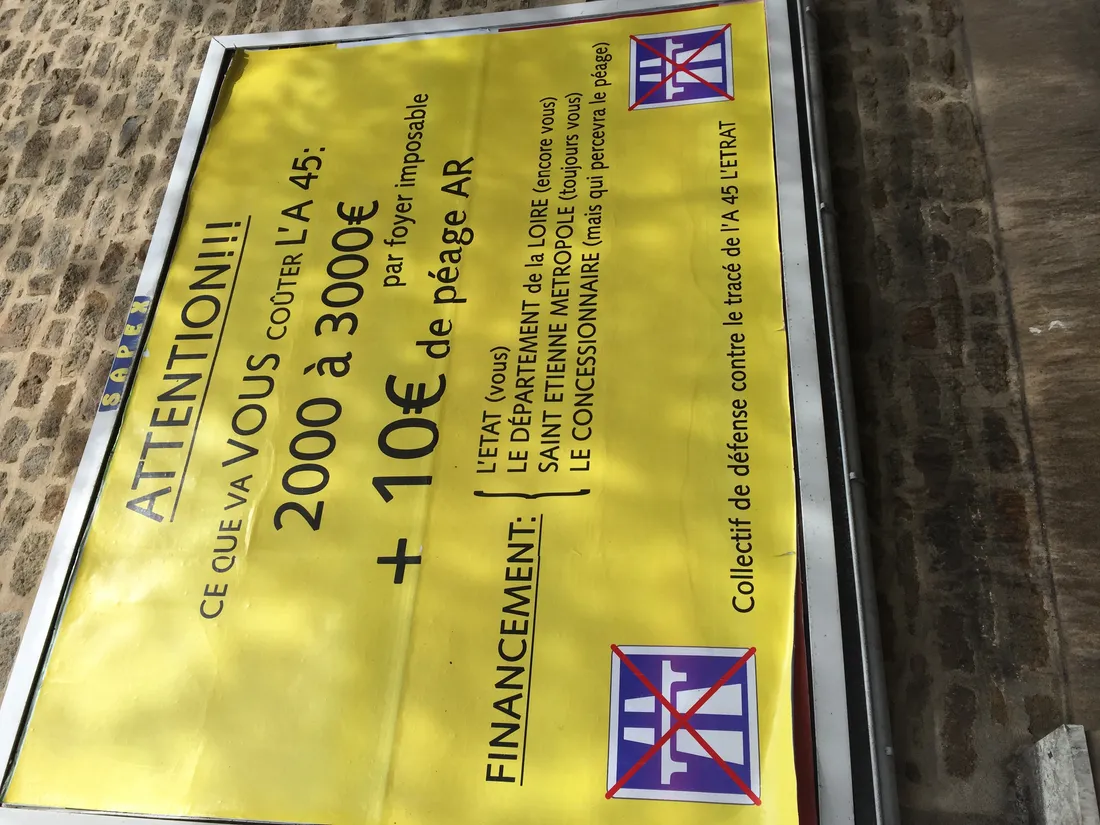 SAPEX
ATTENTION!!!
CE QUE VA VOUS COÛTER L'A 45:
2000 à 3000€
par foyer imposable
+ 10€ de péage AR
FINANCEMENT:
L'ETAT (vous)
LE DÉPARTEMENT de la LOIRE (encore vous)
SAINT ETIENNE METROPOLE (toujours vous)
LE CONCESSIONNAIRE (mais qui percevra le péage)
Collectif de défense contre le tracé de l'A 45 L'ETRAT